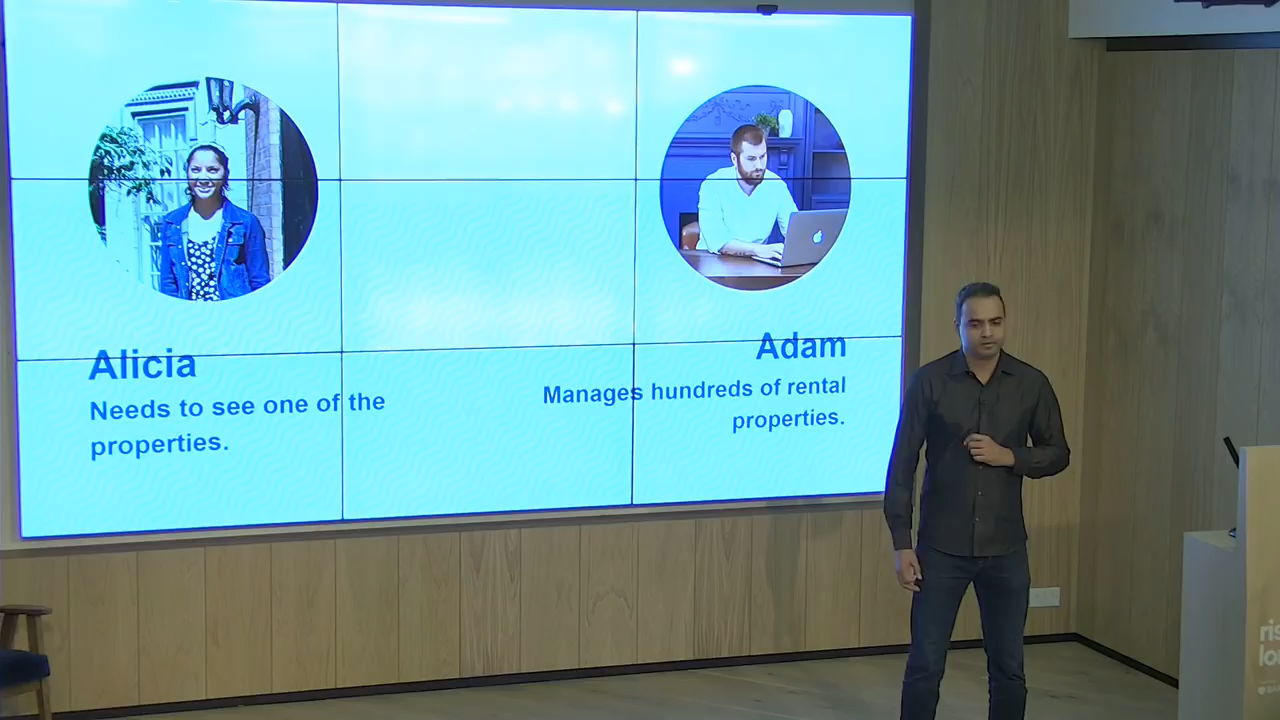 Alicia
Needs to see one of the
properties.
Adam
Manages hundreds of rental
properties.